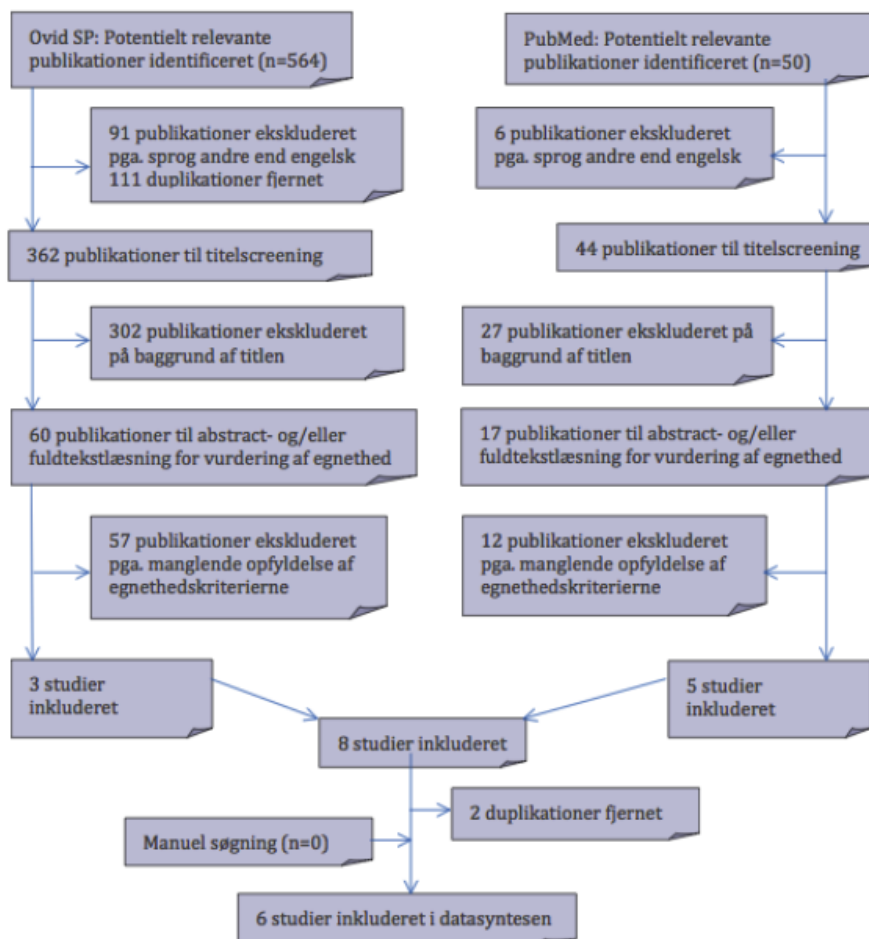 Ovid SP: Potentielt relevante
publikationer identificeret (n=564)
PubMed: Potentielt relevante
publikationer identificeret (n=50)
91 publikationer ekskluderet
pga. sprog andre end engelsk
111 duplikationer fjernet
6 publikationer ekskluderet
pga. sprog andre end engelsk
362 publikationer til titelscreening
44 publikationer til titelscreening
302 publikationer ekskluderet
på baggrund af titlen
27 publikationer ekskluderet på
baggrund af titlen
60 publikationer til abstract- og/eller
fuldtekstlæsning for vurdering af egnethed
17 publikationer til abstract- og/eller
fuldtekstlæsning for vurdering af egnethed
57 publikationer ekskluderet
pga. manglende opfyldelse af
egnethedskriterierne
12 publikationer ekskluderet
pga. manglende opfyldelse af
egnethedskriterierne
3 studier
inkluderet
5 studier
inkluderet
8 studier inkluderet
2 duplikationer fjernet
Manuel søgning (n=0)
6 studier inkluderet i datasyntesen